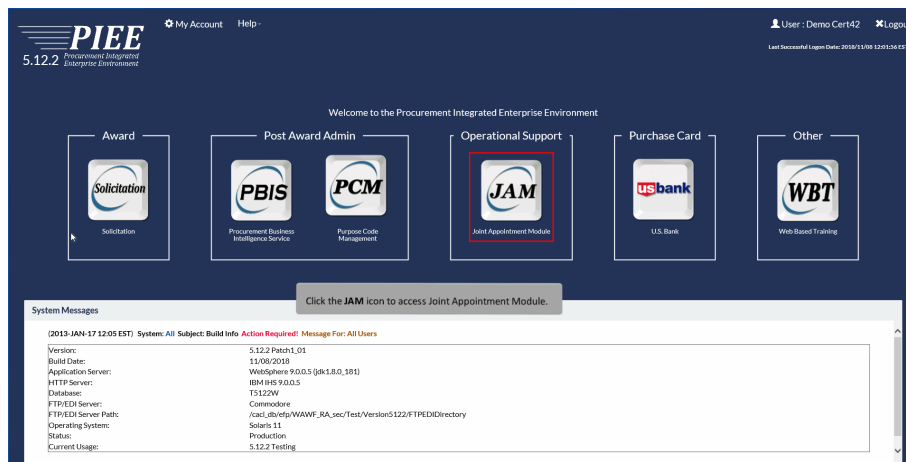 PIEE
5.12.2 Procurement Integrated
Enterprise Environment
My Account Help
User : Demo Cert42 Logou
Last Successful Logon Date: 2018/11/08 12:01:36 EST
Welcome to the Procurement Integrated Enterprise Environment
Award
Post Award Admin
Operational Support
Purchase Card
Other
Solicitation
PBIS
PCM
JAM
usbank
WBT
Solicitation
Procurement Business
Intelligence Service
Purpose Code
Management
Joint Appointment Module
U.S. Bank
Web Based Training
Click the JAM icon to access Joint Appointment Module.
System Messages
(2013-JAN-17 12:05 EST) System: All Subject: Build Info Action Required! Message For: All Users
Version: 5.12.2 Patch1_01
Build Date: 11/08/2018
Application Server: WebSphere 9.0.0.5 (jdk1.8.0_181)
HTTP Server: IBM IHS 9.0.0.5
Database: T5122W
FTP/EDI Server: Commodore
FTP/EDI Server Path: /caci_db/efp/WAWF_RA_sec/Test/Version5122/FTPEDIDirectory
Operating System: Solaris 11
Status: Production
Current Usage: 5.12.2 Testing